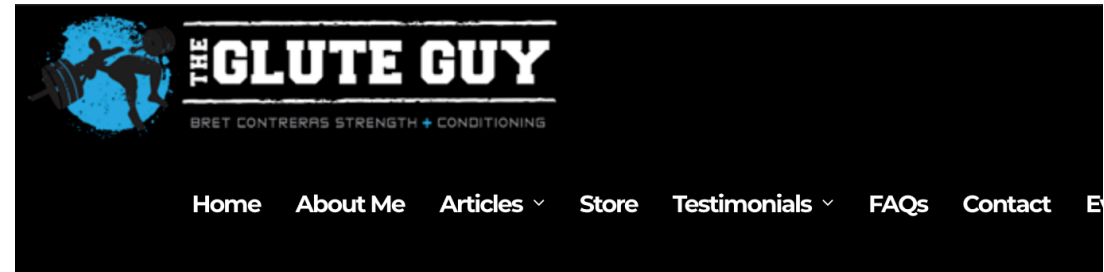 THE GLUTE GUY
BRET CONTRERAS STRENGTH + CONDITIONING
Home About Me Articles Store Testimonials FAQs Contact